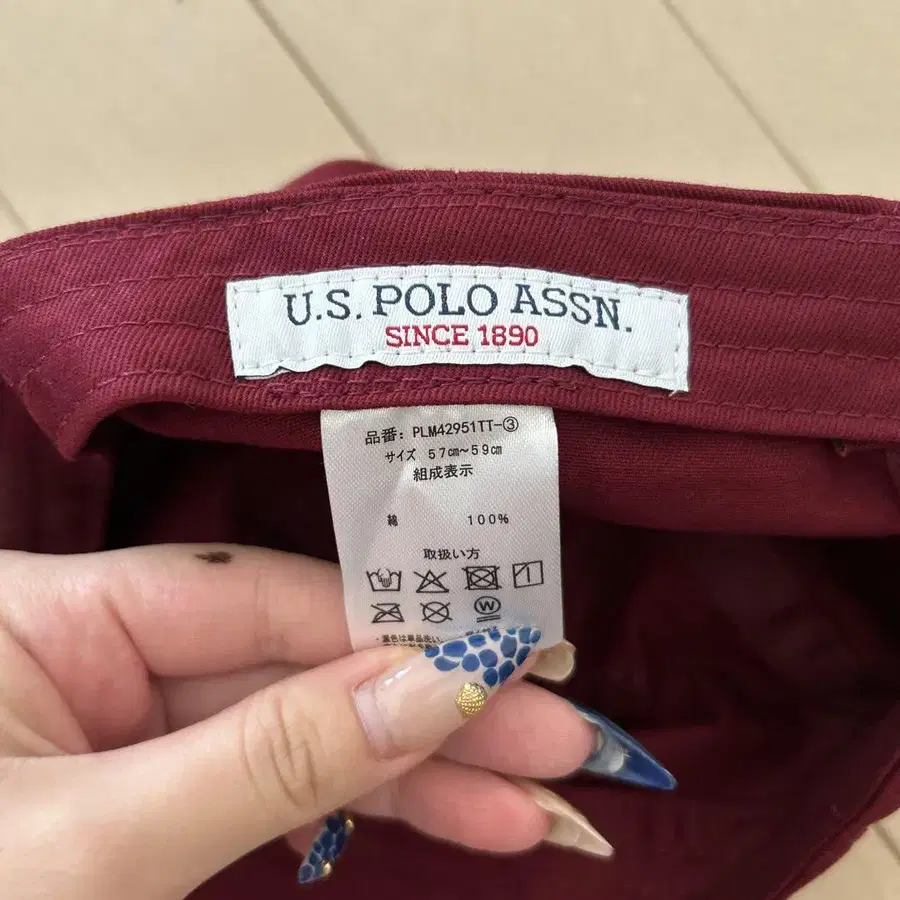 U.S. POLO ASSN.
SINCE 1890
品番: PLM42951TT-③
サイズ 57㎝~59㎝
組成表示
綿 100%
取扱い方
W